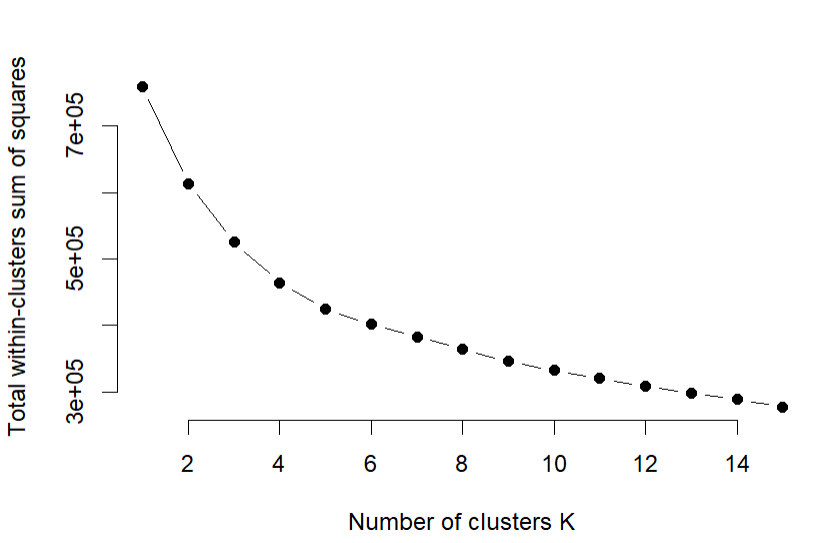 Total within-clusters sum of squares
7e+05
5e+05
3e+05
2 4 6 8 10 12 14
Number of clusters K